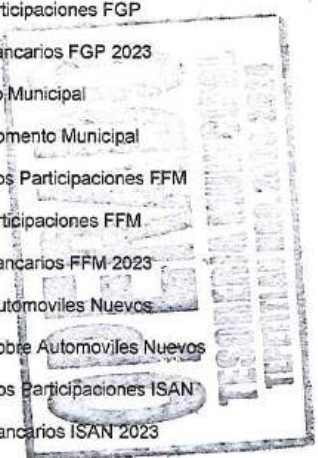 rticipaciones FGP
ancarios FGP 2023
o Municipal
omento Municipal
os Participaciones FFM
rticipaciones FFM
ancarios FFM 2023
utomoviles Nuevos
obre Automoviles Nuevos
os Participaciones ISAN
ancarios ISAN 2023